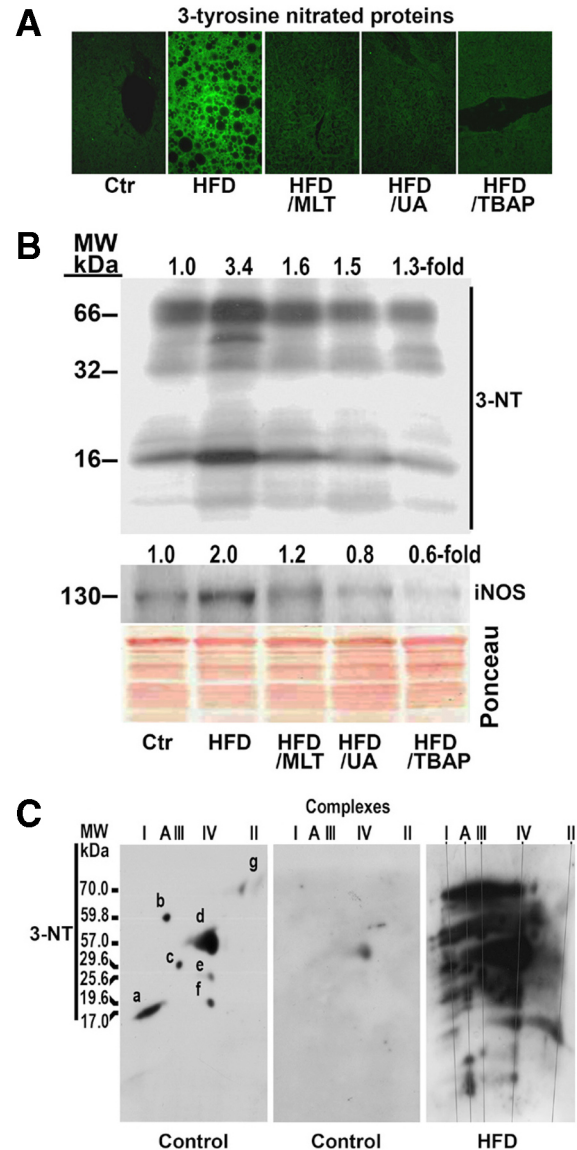 A
3-tyrosine nitrated proteins
Ctr HFD HFD/MLT HFD/UA HFD/TBAP
B
MW kDa
1.0 3.4 1.6 1.5 1.3-fold
66
32
16
3-NT
1.0 2.0 1.2 0.8 0.6-fold
130
iNOS
Ponceau
Ctr HFD HFD/MLT HFD/UA HFD/TBAP
C
Complexes
MW kDa
I A III IV II
I A III IV II
I A III IV II
3-NT
70.0
59.8
57.0
29.6
25.6
19.6
17.0
g
b
d
c
e
f
a
Control Control HFD